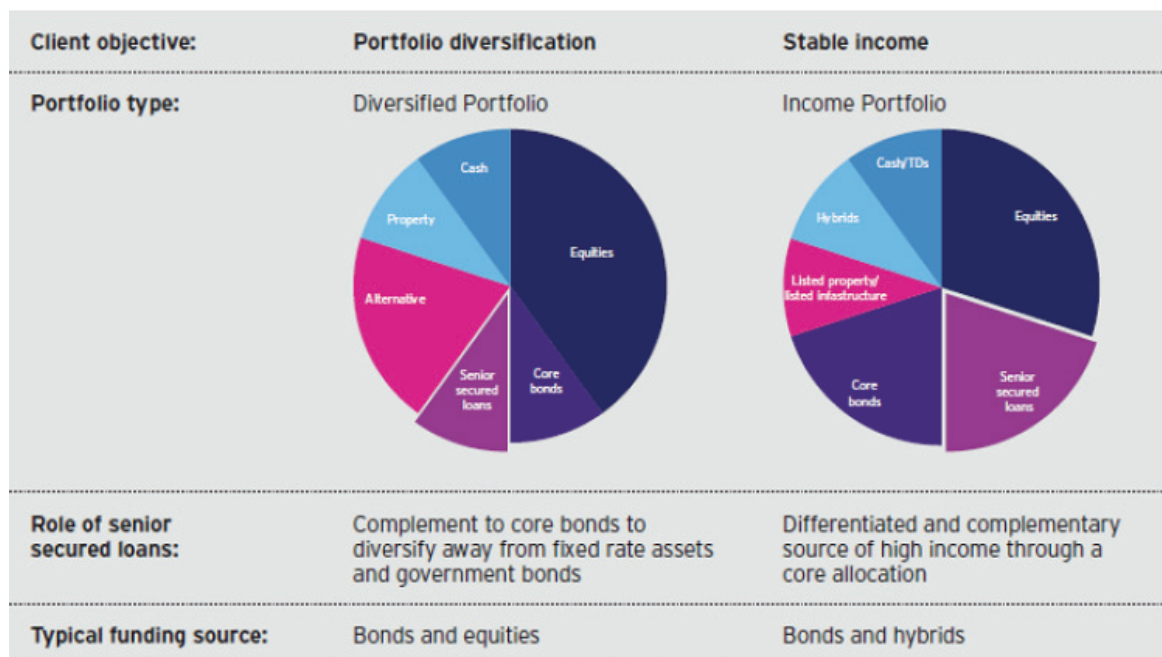 Client objective:
Portfolio diversification
Stable income
Portfolio type:
Diversified Portfolio
Income Portfolio
Cash
Property
Equities
Alternative
Senior
secured
loans
Core
bonds
Cash/TDs
Hybrids
Equities
Listed property/
listed infastructure
Core
bonds
Senior
secured
loans
Role of senior
secured loans:
Complement to core bonds to
diversify away from fixed rate assets
and government bonds
Differentiated and complementary
source of high income through a
core allocation
Typical funding source:
Bonds and equities
Bonds and hybrids